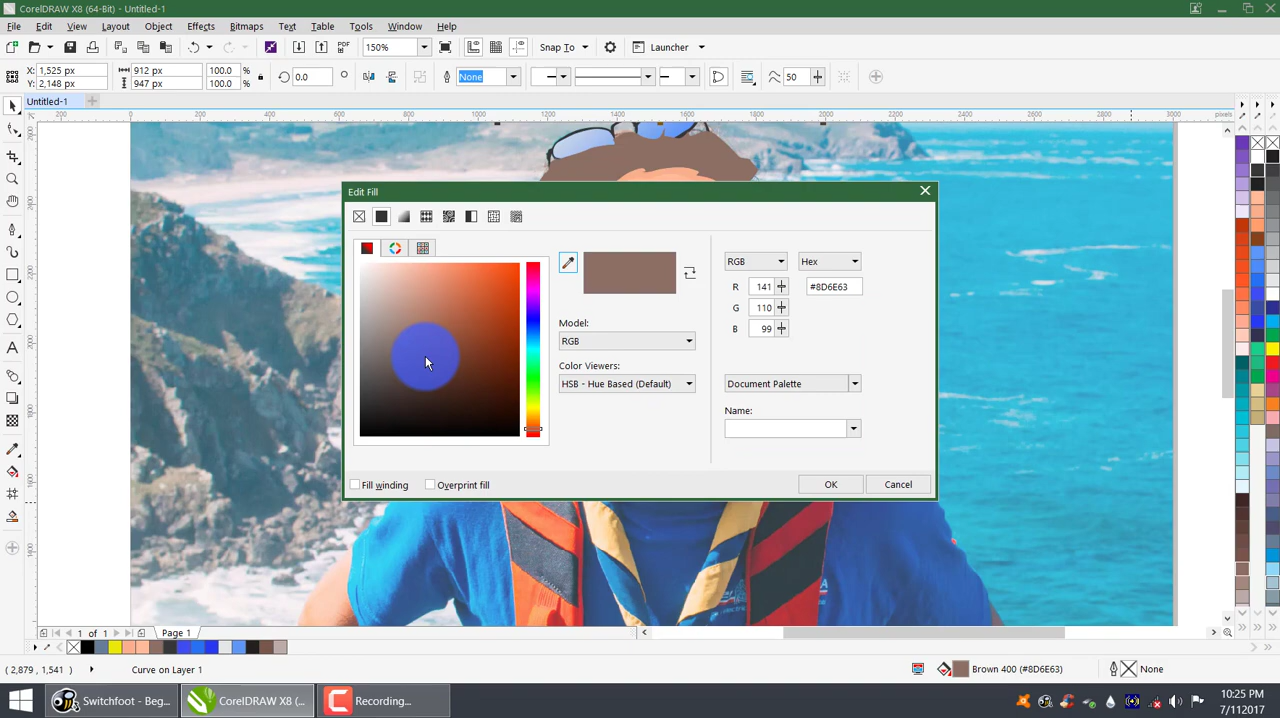 CorelDRAW X8 (64-Bit) - Untitled-1
File Edit View Layout Object Effects Bitmaps Text Table Tools Window Help
PDF 150% Snap To Launcher
X: 1,525 px 912 px 100.0 % 0.0 ° None 50
Y: 2,148 px 947 px 100.0 %
Untitled-1
200 0 200 400 600 800 1000 1200 1400 1600 1800 2000 2200 2400 2600 2800 3000 pixels
Edit Fill
RGB Hex
R 141 #8D6E63
G 110
B 99
Model:
RGB
Color Viewers:
HSB - Hue Based (Default)
Document Palette
Name:
Fill winding Overprint fill OK Cancel
1 of 1 Page 1
( 2,879 , 1,541 ) Curve on Layer 1 Brown 400 (#8D6E63) None
Switchfoot - Beg... CorelDRAW X8 (... Recording...
10:25 PM
7/11/2017